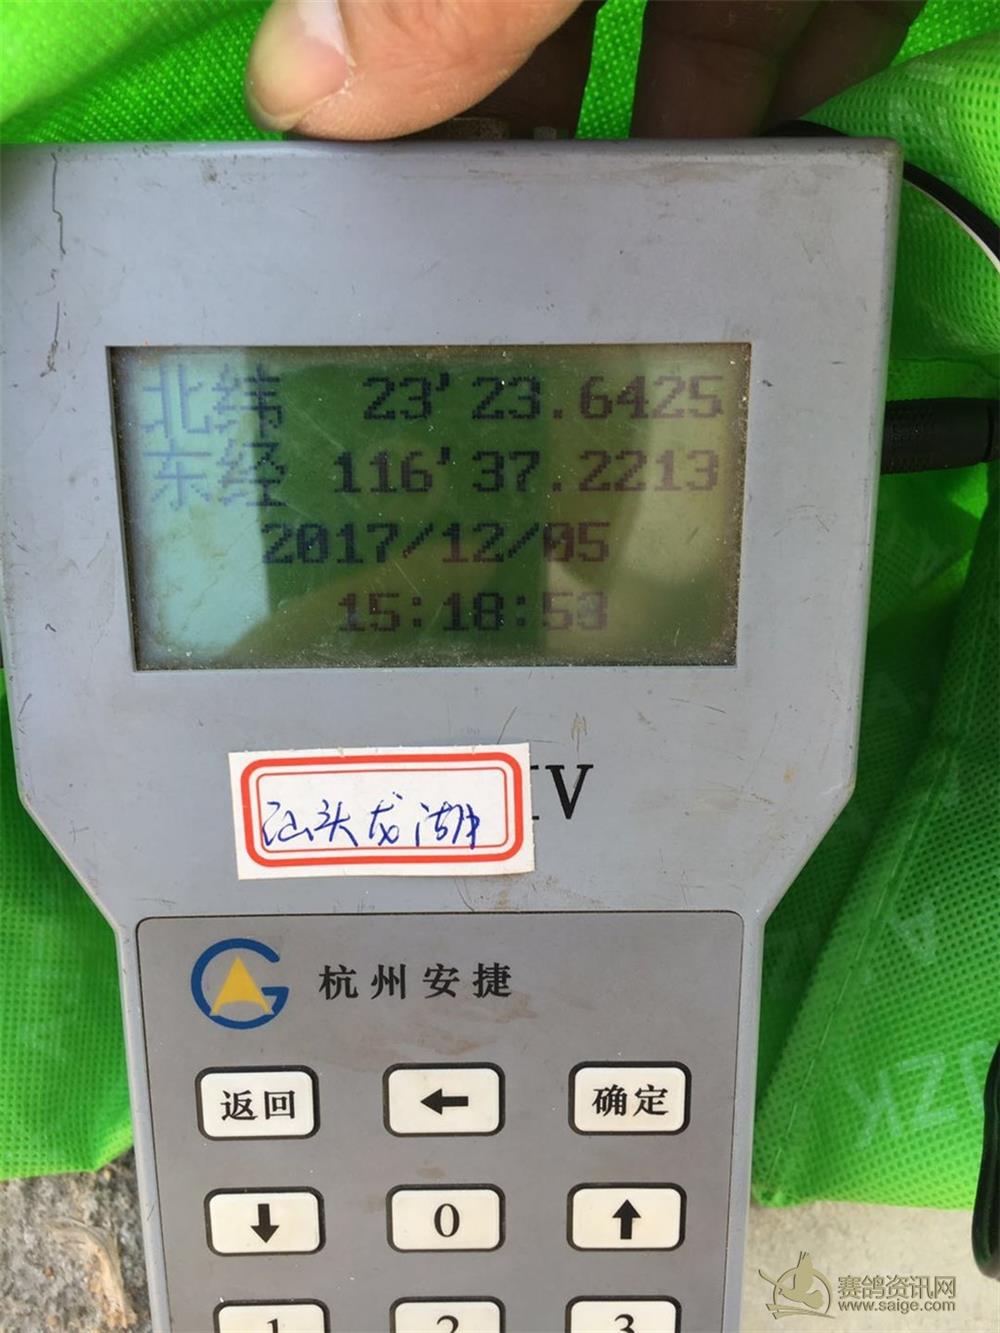 北纬 23'23.6425
东经 116'37.2213
2017/12/05
15:18:53
IV
汕头龙湖
杭州安捷
返回 ← 确定
↓ 0 ↑
1 2 3
JZK
A
赛鸽资讯网
www.saige.com